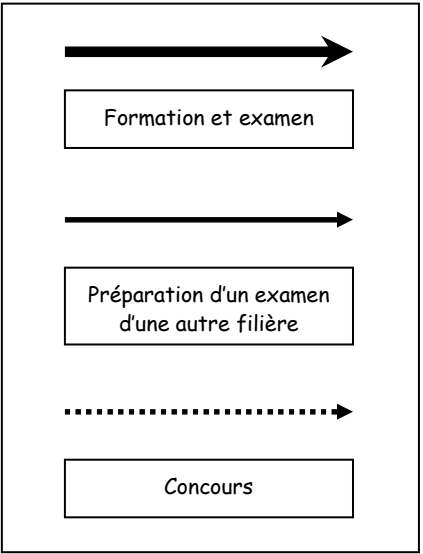 Formation et examen
Préparation d'un examen
d'une autre filière
Concours